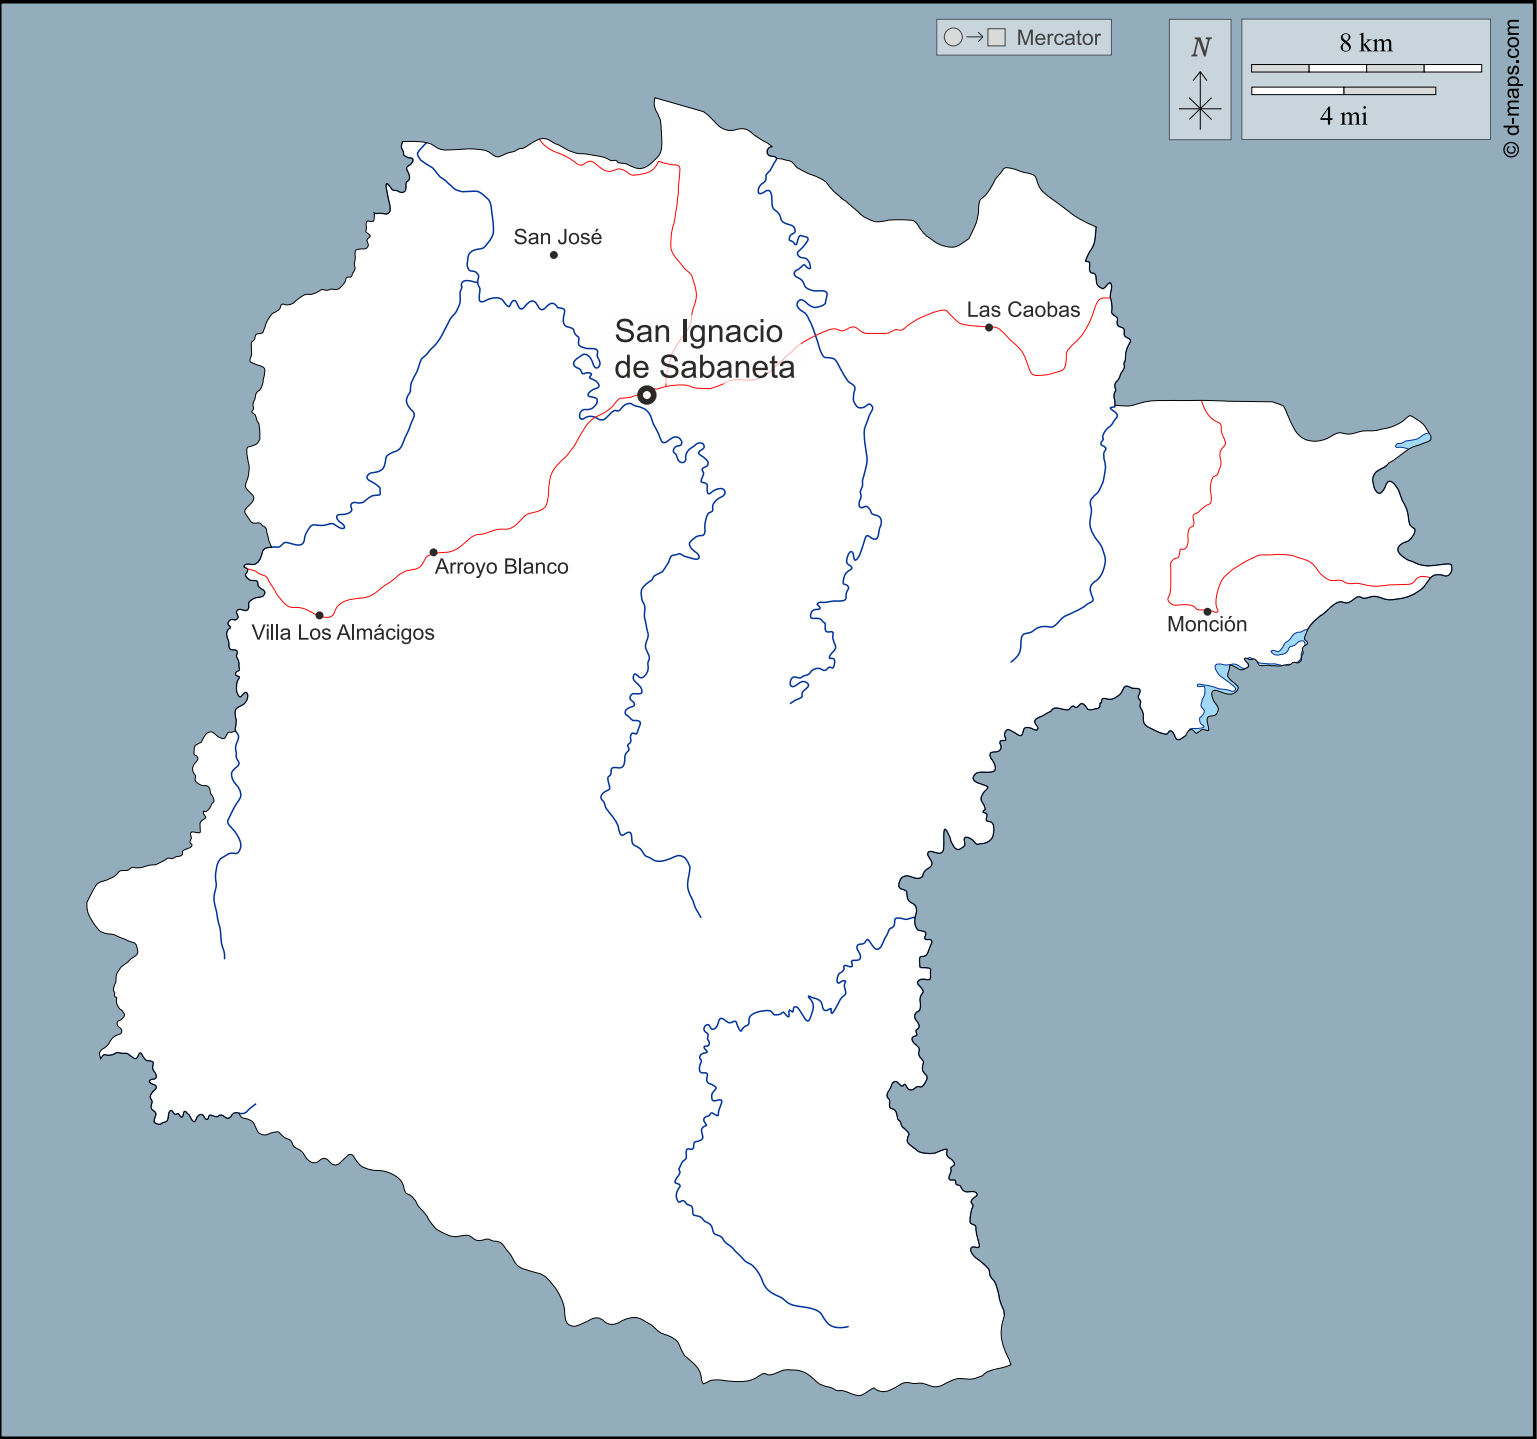 Mercator
N
8 km
4 mi
© d-maps.com
San José
San Ignacio
de Sabaneta
Las Caobas
Arroyo Blanco
Villa Los Almácigos
Monción